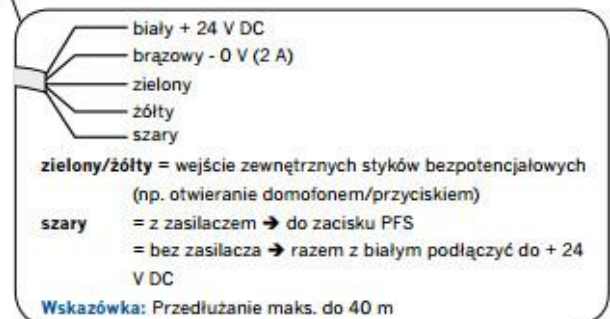 biały + 24 V DC
brązowy - 0 V (2 A)
zielony
żółty
szary
zielony/żółty = wejście zewnętrznych styków bezpotencjałowych
(np. otwieranie domofonem/przyciskiem)
szary = z zasilaczem ➔ do zacisku PFS
= bez zasilacza ➔ razem z białym podłączyć do + 24
V DC
Wskazówka: Przedłużanie maks. do 40 m